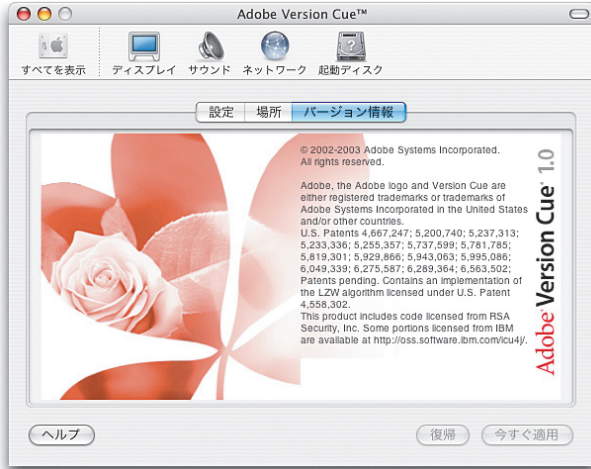 Adobe Version Cue™
すべてを表示
ディスプレイ
サウンド
ネットワーク
起動ディスク
設定
場所
バージョン情報
© 2002-2003 Adobe Systems Incorporated.
All rights reserved.
Adobe, the Adobe logo and Version Cue are
either registered trademarks or trademarks of
Adobe Systems Incorporated in the United States
and/or other countries.
U.S. Patents 4,667,247; 5,200,740; 5,237,313;
5,233,336; 5,255,357; 5,737,599; 5,781,785;
5,819,301; 5,929,866; 5,943,063; 5,995,086;
6,049,339; 6,275,587; 6,289,364; 6,563,502;
Patents pending. Contains an implementation of
the LZW algorithm licensed under U.S. Patent
4,558,302.
This product includes code licensed from RSA
Security, Inc. Some portions licensed from IBM
are available at http://oss.software.ibm.com/icu4j/.
Adobe® Version Cue® 1.0
ヘルプ
復帰
今すぐ適用